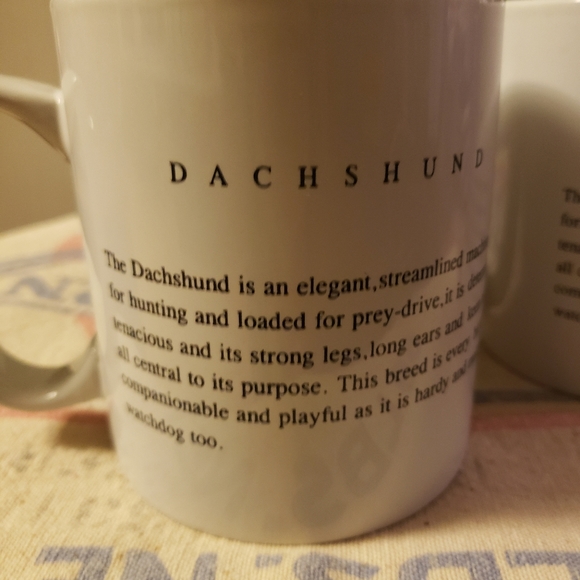 DACHSHUND
The Dachshund is an elegant,streamlined
for hunting and loaded for prey-drive,it is
tenacious and its strong legs,long ears and
all central to its purpose. This breed is every
companionable and playful as it is hardy and
watchdog too.